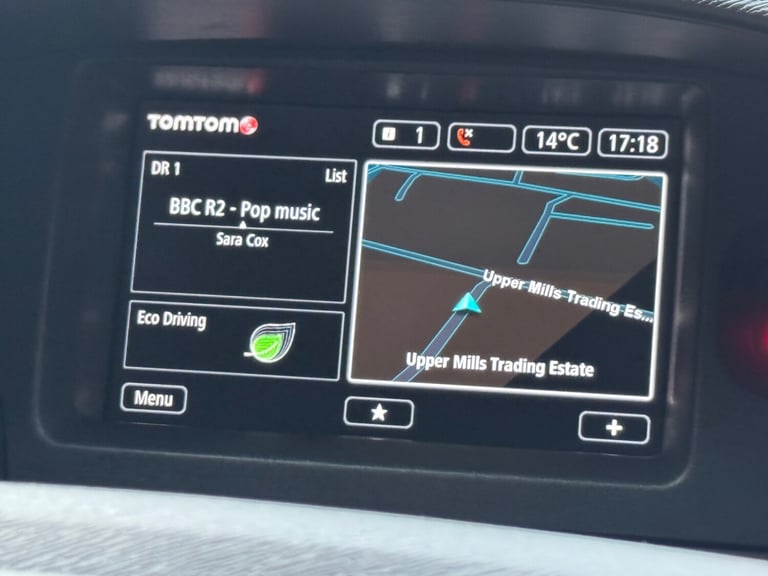 TOMTOM
1
14°C
17:18
DR 1
List
BBC R2 - Pop music
Sara Cox
Eco Driving
Upper Mills Trading Es...
Upper Mills Trading Estate
Menu